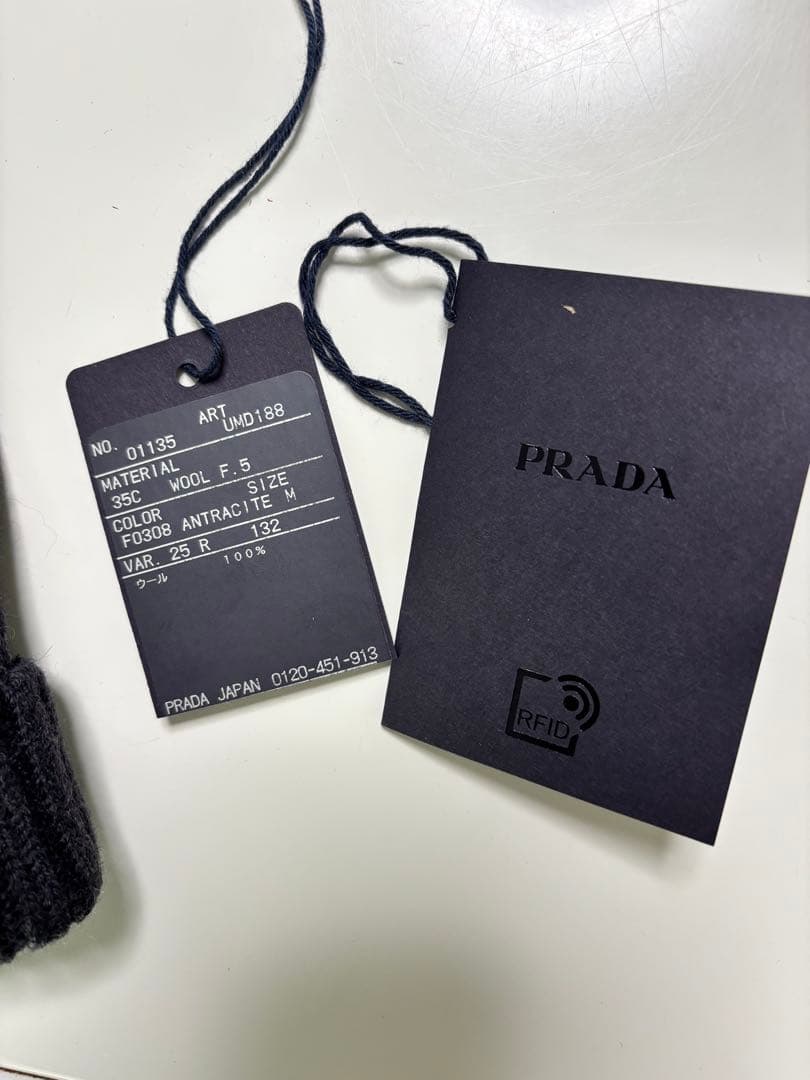 ART
NO. 01135 UMD188
MATERIAL
35C WOOL F.5
COLOR SIZE
F0308 ANTRACITE M
VAR. 25 R 132
ウール 100%
PRADA JAPAN 0120-451-913
PRADA
RFID